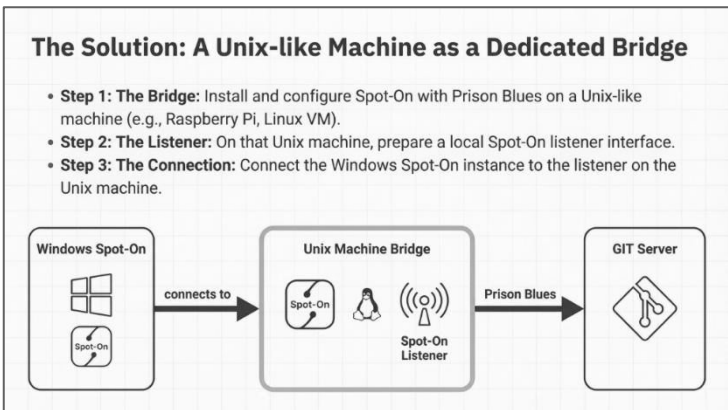 The Solution: A Unix-like Machine as a Dedicated Bridge
• Step 1: The Bridge: Install and configure Spot-On with Prison Blues on a Unix-like
machine (e.g., Raspberry Pi, Linux VM).
• Step 2: The Listener: On that Unix machine, prepare a local Spot-On listener interface.
• Step 3: The Connection: Connect the Windows Spot-On instance to the listener on the
Unix machine.
Windows Spot-On
Spot-On
connects to
Unix Machine Bridge
Spot-On
Spot-On
Listener
Prison Blues
GIT Server